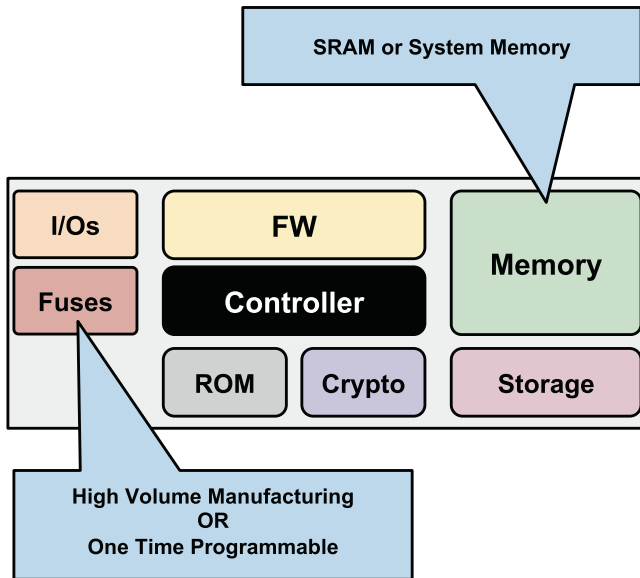 SRAM or System Memory
I/Os
FW
Memory
Fuses
Controller
ROM
Crypto
Storage
High Volume Manufacturing
OR
One Time Programmable